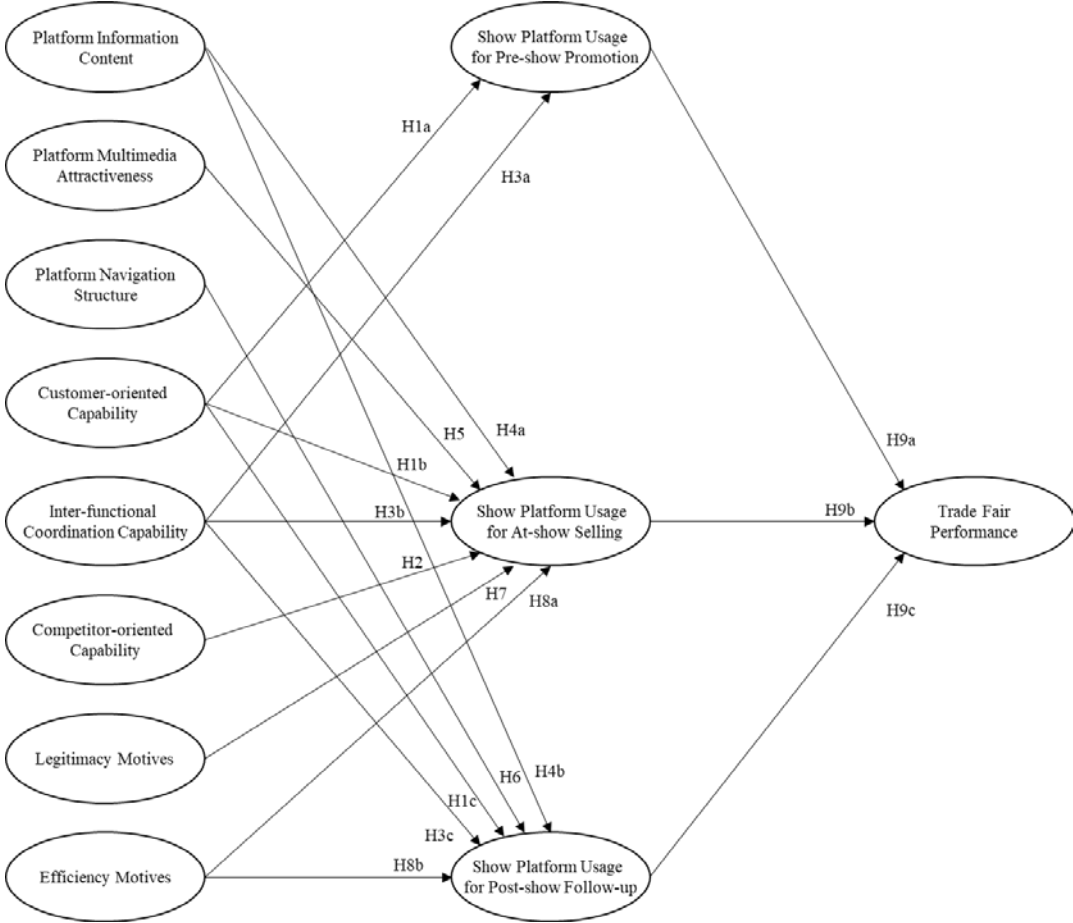 Platform Information
Content
Platform Multimedia
Attractiveness
Platform Navigation
Structure
Customer-oriented
Capability
Inter-functional
Coordination Capability
Competitor-oriented
Capability
Legitimacy Motives
Efficiency Motives
H1a
H3a
H5
H4a
H1b
H3b
H2
H7
H8a
H6
H4b
H1c
H3c
H8b
Show Platform Usage
for Pre-show Promotion
Show Platform Usage
for At-show Selling
Show Platform Usage
for Post-show Follow-up
H9a
H9b
H9c
Trade Fair
Performance